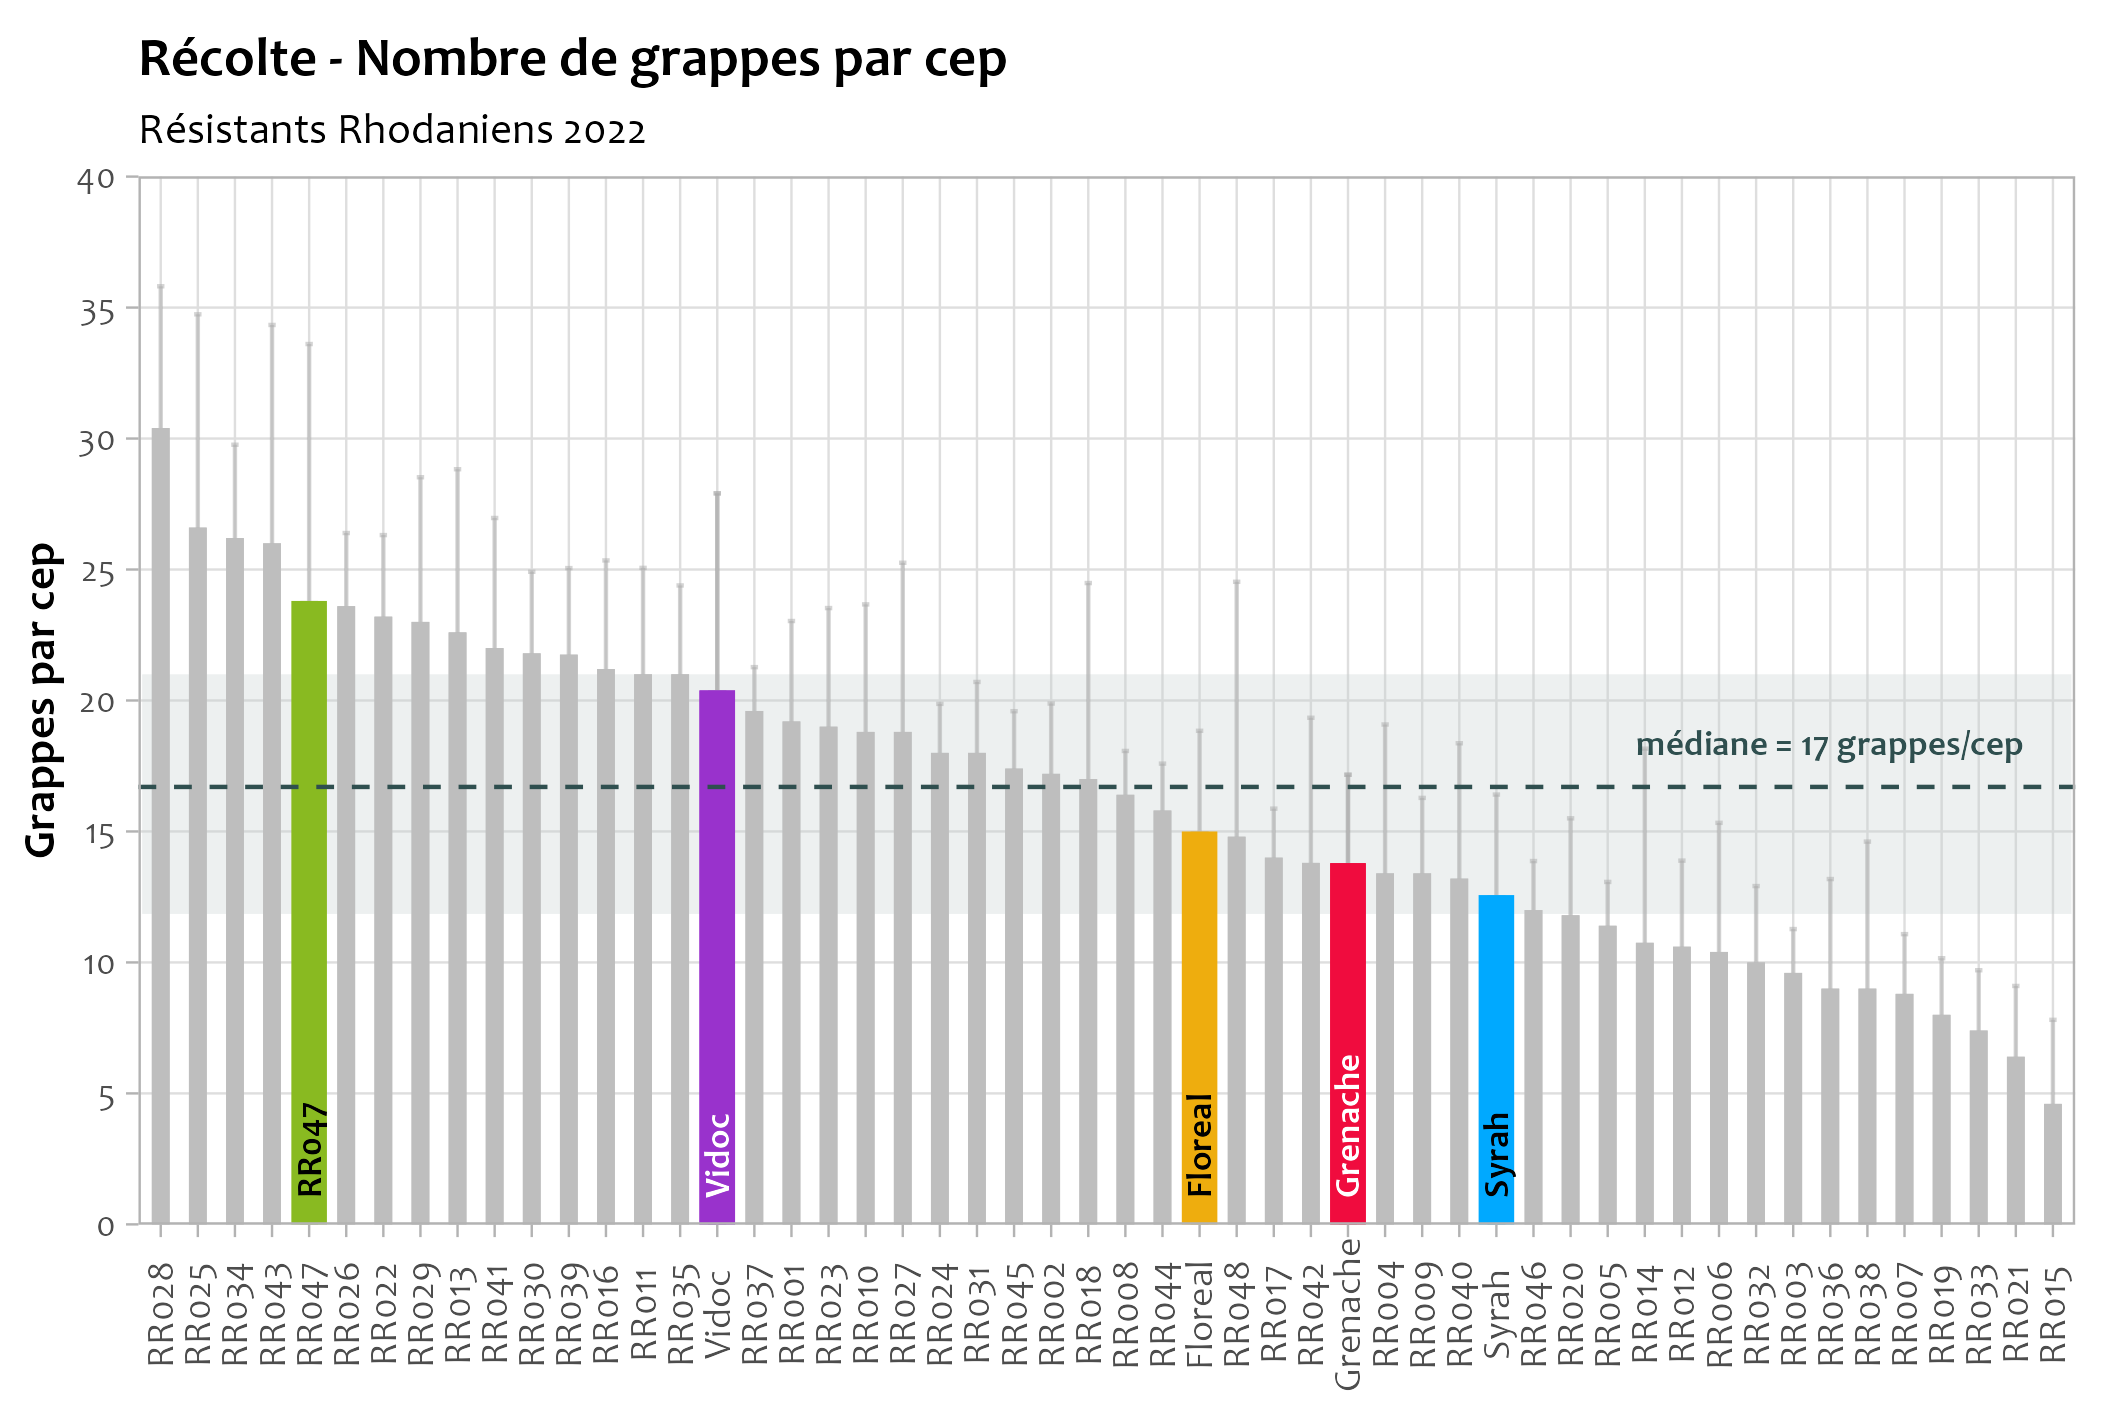 Récolte - Nombre de grappes par cep
Résistants Rhodaniens 2022
Grappes par cep
40
35
30
25
20
15
10
5
0
médiane = 17 grappes/cep
RR047
Vidoc
Floreal
Grenache
Syrah
RR028
RR025
RR034
RR043
RR047
RR026
RR022
RR029
RR013
RR041
RR030
RR039
RR016
RR011
RR035
Vidoc
RR037
RR001
RR023
RR010
RR027
RR024
RR031
RR045
RR002
RR018
RR008
RR044
Floreal
RR048
RR017
RR042
Grenache
RR004
RR009
RR040
Syrah
RR046
RR020
RR005
RR014
RR012
RR006
RR032
RR003
RR036
RR038
RR007
RR019
RR033
RR021
RR015